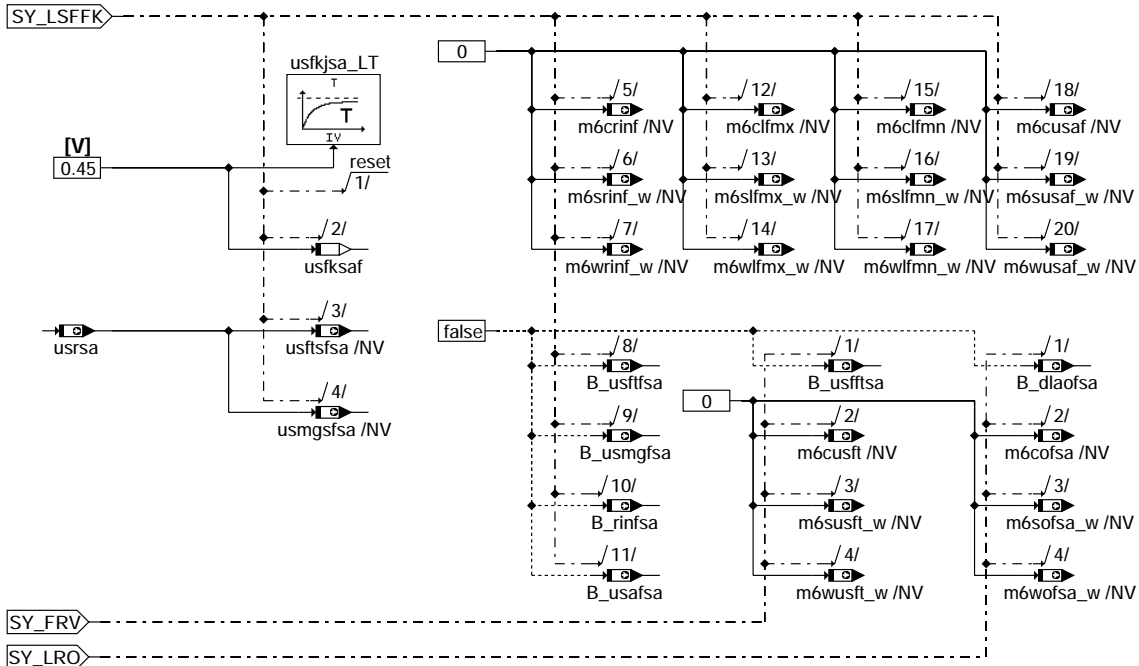 SY_LSFFK
usfkjsa_LT
T
T
IV
[V]
0.45
reset
1/
2/
usfksaf
usrsa
3/
usftsfsa /NV
4/
usmgsfsa /NV
0
5/
m6crinf /NV
12/
m6clfmx /NV
15/
m6clfmn /NV
18/
m6cusaf /NV
6/
m6srinf_w /NV
13/
m6slfmx_w /NV
16/
m6slfmn_w /NV
19/
m6susaf_w /NV
7/
m6wrinf_w /NV
14/
m6wlfmx_w /NV
17/
m6wlfmn_w /NV
20/
m6wusaf_w /NV
false
8/
B_usftfsa
1/
B_usfftsa
1/
B_dlaofsa
0
9/
B_usmgfsa
2/
m6cusft /NV
2/
m6cofsa /NV
10/
B_rinfsa
3/
m6susft_w /NV
3/
m6sofsa_w /NV
11/
B_usafsa
4/
m6wusft_w /NV
4/
m6wofsa_w /NV
SY_FRV
SY_LRO